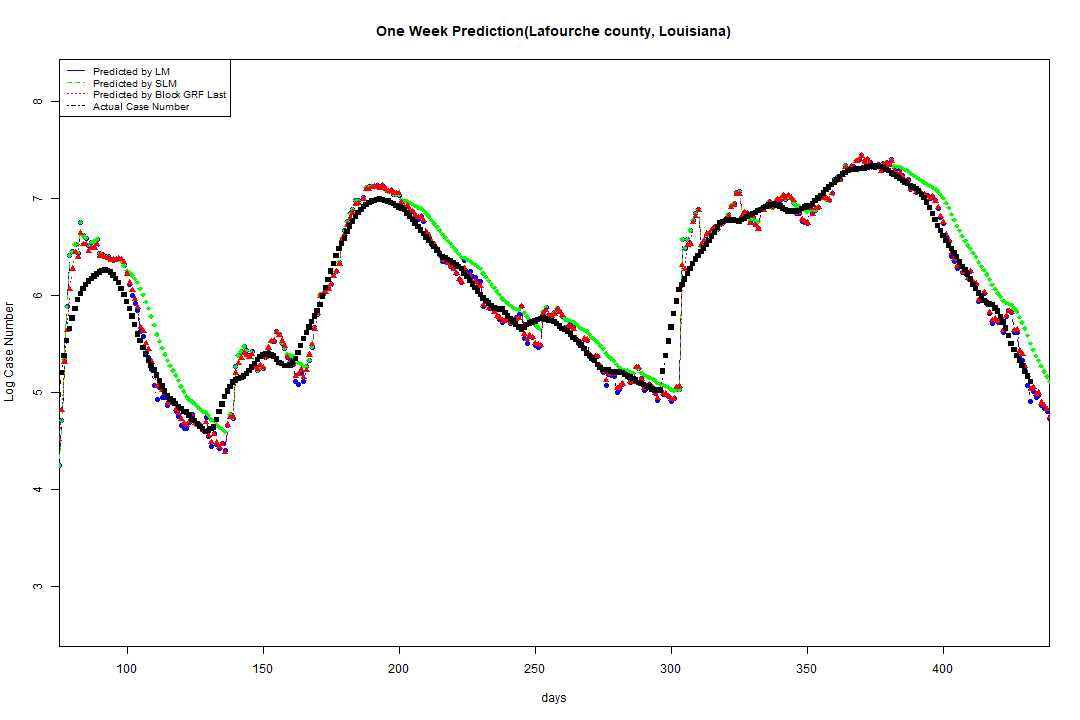 One Week Prediction(Lafourche county, Louisiana)
Predicted by LM
Predicted by SLM
Predicted by Block GRF Last
Actual Case Number
8
7
6
5
4
3
Log Case Number
100 150 200 250 300 350 400
days